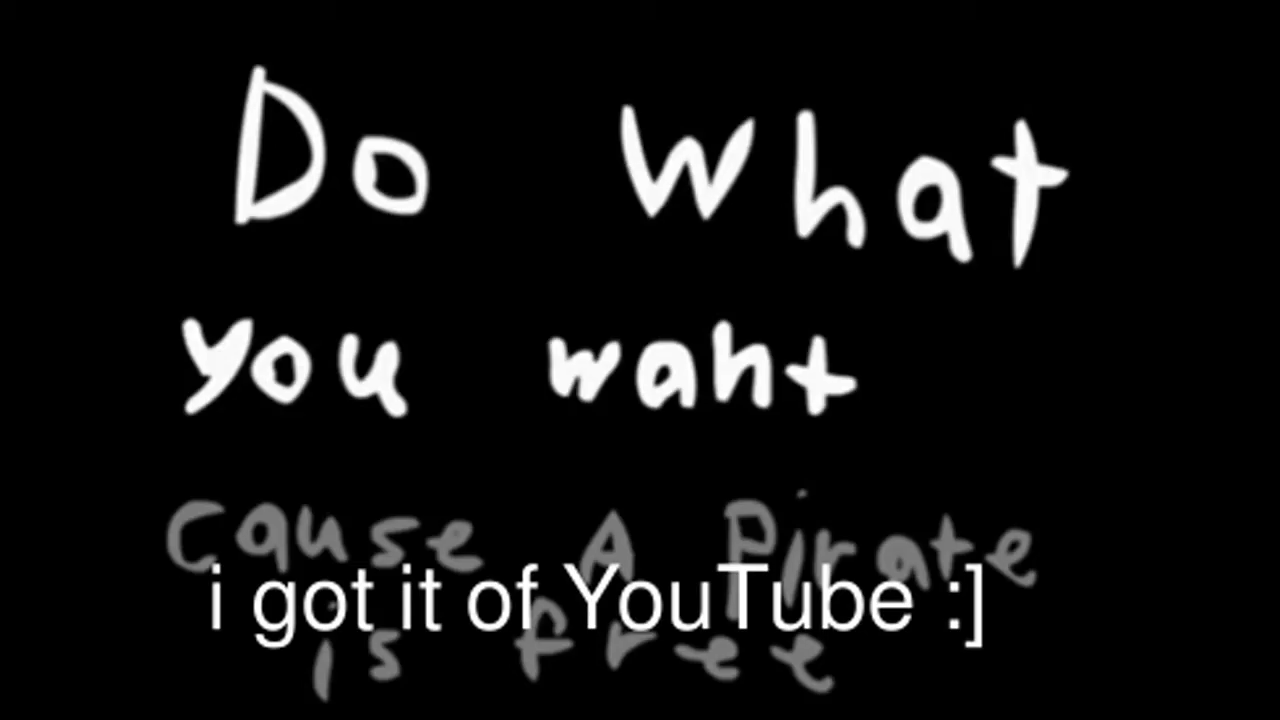 Do What
you want
cause A Pirate
i got it of YouTube :]
is free